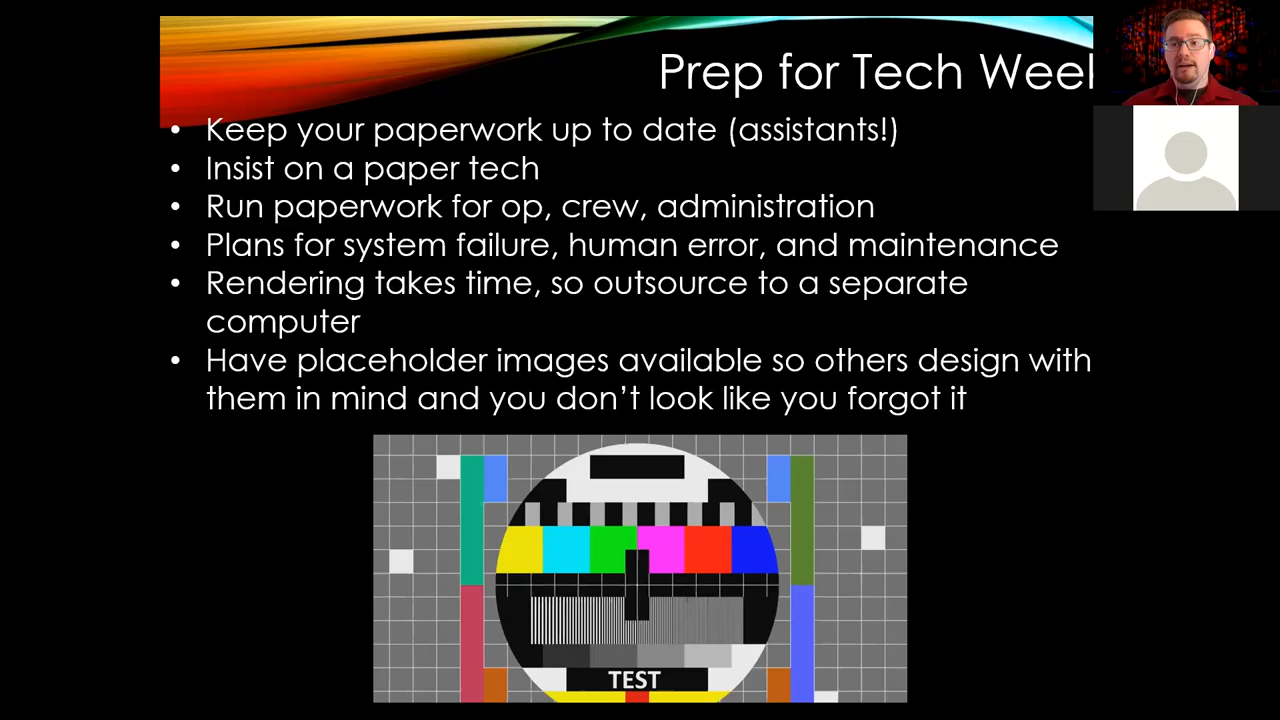 Prep for Tech Week
• Keep your paperwork up to date (assistants!)
• Insist on a paper tech
• Run paperwork for op, crew, administration
• Plans for system failure, human error, and maintenance
• Rendering takes time, so outsource to a separate
computer
• Have placeholder images available so others design with
them in mind and you don’t look like you forgot it
TEST